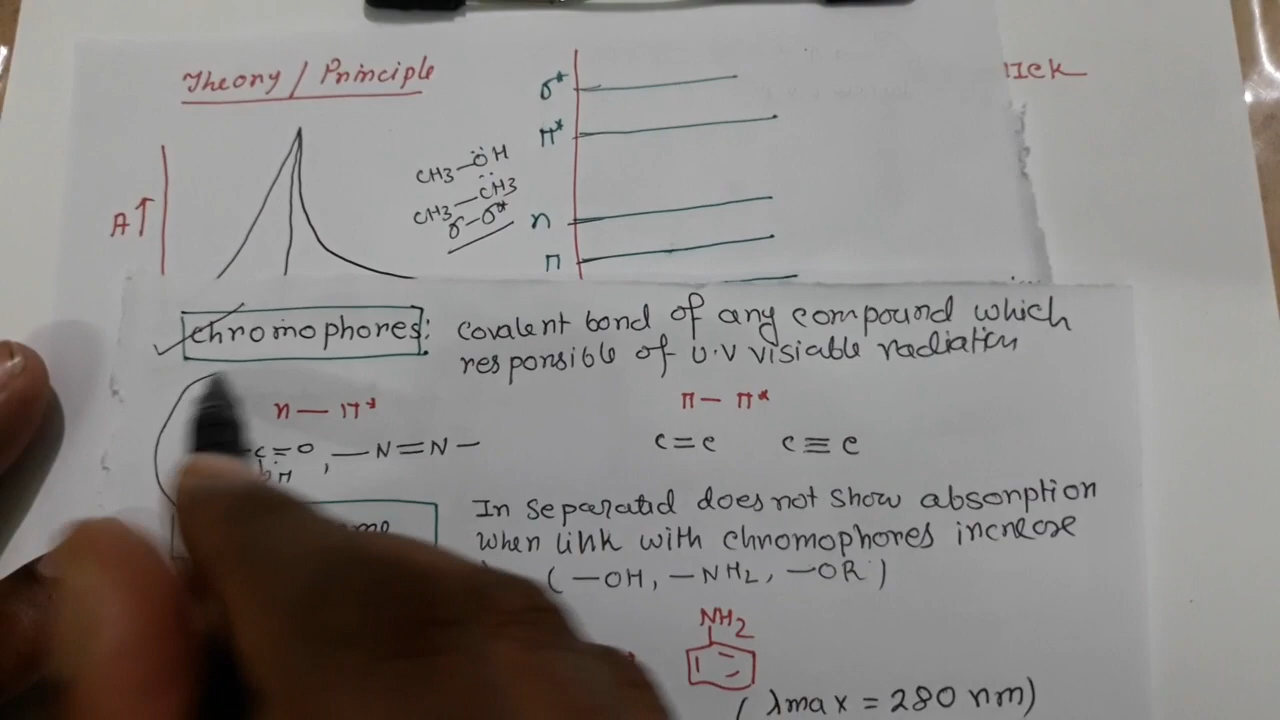 Theory / Principle
σ*
π*
n
π
A↑
CH3—ÖH
CH3—CH3
σ-σ*
chromophores: covalent bond of any compound which
responsible of U.V visiable radiation
n — π*
π — π*
C=O, —N=N—
C=C C≡C
In separated does not show absorption
when link with chromophores increase
(—OH, —NH2, —OR)
NH2
(λmax = 280 nm)